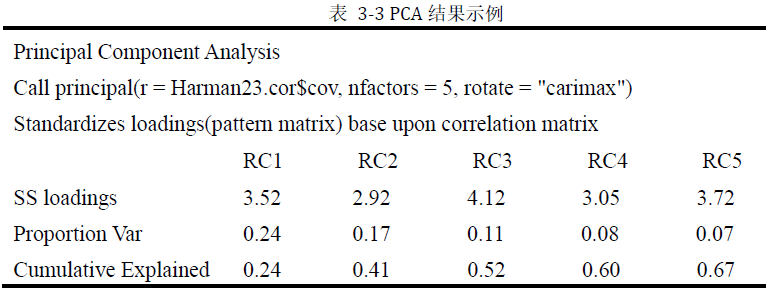 表 3-3 PCA 结果示例
Principal Component Analysis
Call principal(r = Harman23.cor$cov, nfactors = 5, rotate = "carimax")
Standardizes loadings(pattern matrix) base upon correlation matrix
RC1 RC2 RC3 RC4 RC5
SS loadings 3.52 2.92 4.12 3.05 3.72
Proportion Var 0.24 0.17 0.11 0.08 0.07
Cumulative Explained 0.24 0.41 0.52 0.60 0.67